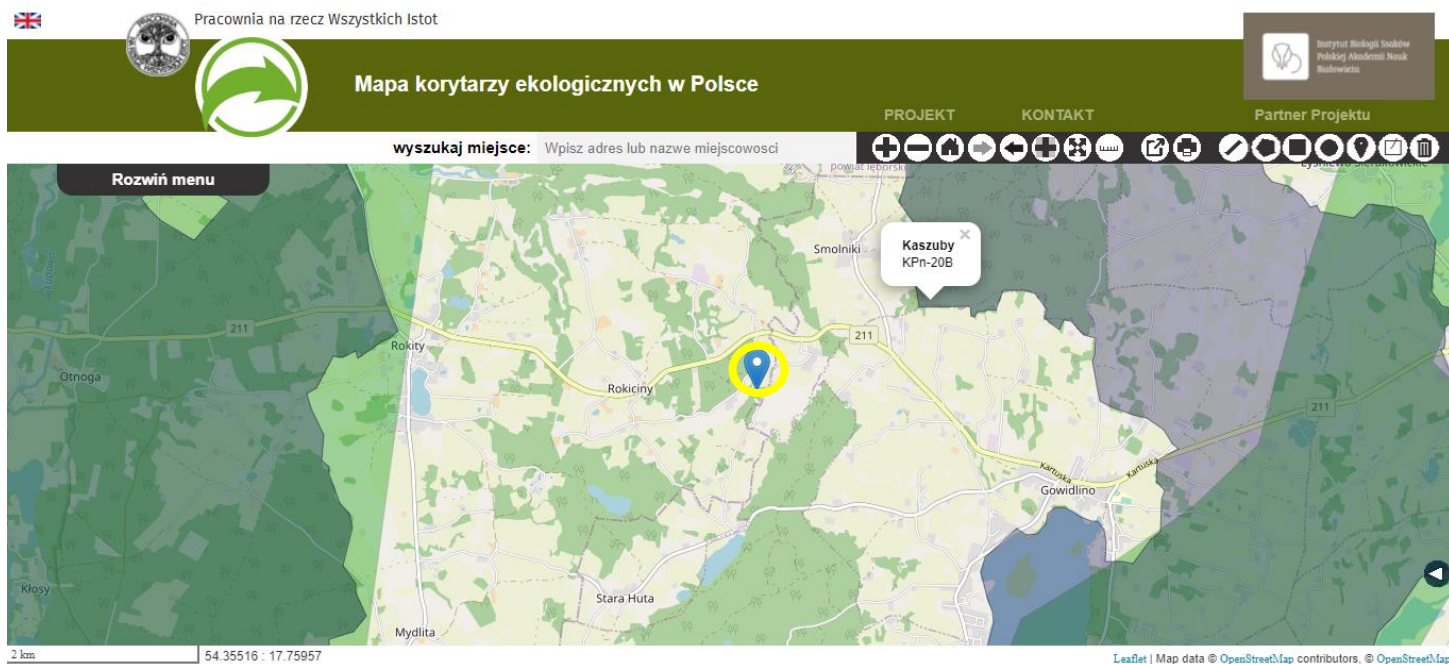 Pracownia na rzecz Wszystkich Istot
Instytut Biologii Ssaków
Polskiej Akademii Nauk
Białowieża
Mapa korytarzy ekologicznych w Polsce
PROJEKT
KONTAKT
Partner Projektu
wyszukaj miejsce:
Wpisz adres lub nazwe miejscowosci
Rozwiń menu
powiat lęborski
Smolniki
Kaszuby
KPn-20B
×
211
211
Rokity
Otnoga
Rokiciny
211
Kartuska
Kartuska
Gowidlino
Kłosy
Stara Huta
Mydlita
2 km
54.35516 : 17.75957
Leaflet | Map data © OpenStreetMap contributors, © OpenStreetMap